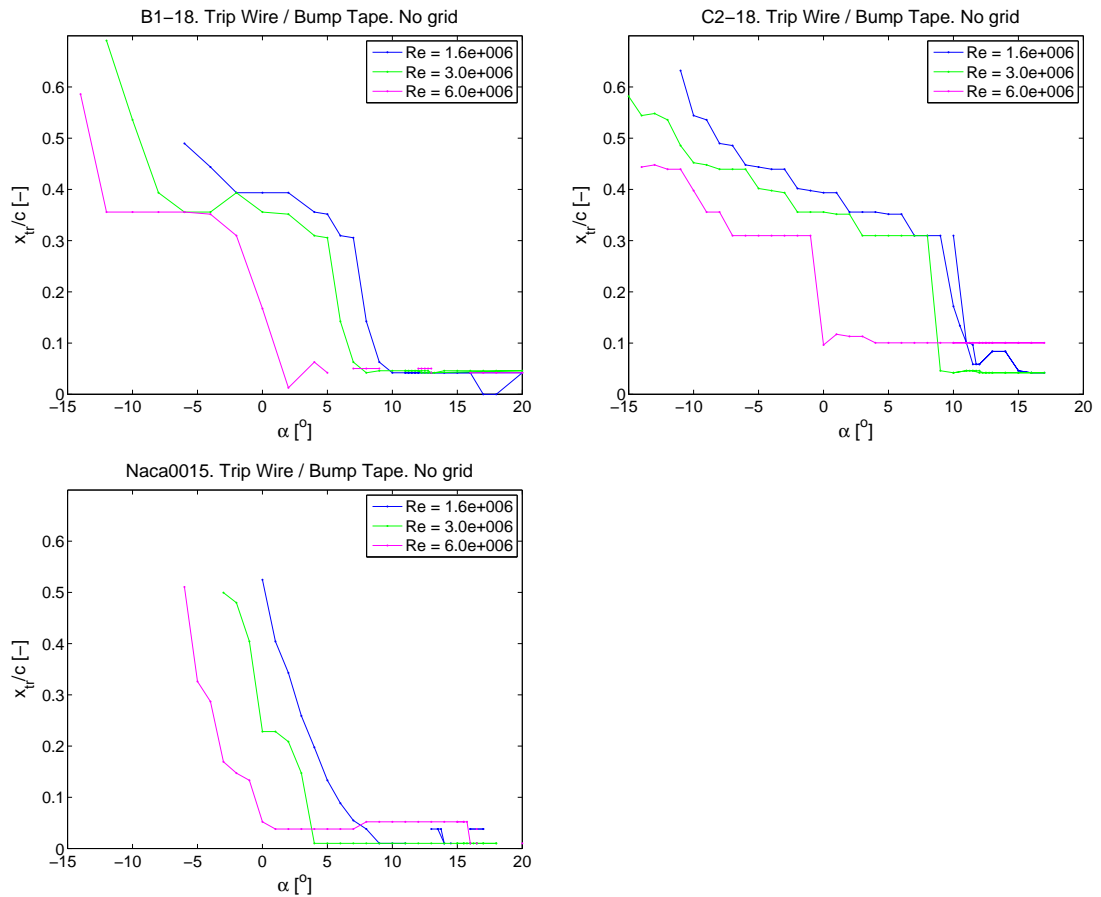 B1−18. Trip Wire / Bump Tape. No grid
Re = 1.6e+006
Re = 3.0e+006
Re = 6.0e+006
0.6
0.5
0.4
0.3
0.2
0.1
0
x_tr/c [−]
−15 −10 −5 0 5 10 15 20
α [°]
C2−18. Trip Wire / Bump Tape. No grid
Re = 1.6e+006
Re = 3.0e+006
Re = 6.0e+006
0.6
0.5
0.4
0.3
0.2
0.1
0
x_tr/c [−]
−15 −10 −5 0 5 10 15 20
α [°]
Naca0015. Trip Wire / Bump Tape. No grid
Re = 1.6e+006
Re = 3.0e+006
Re = 6.0e+006
0.6
0.5
0.4
0.3
0.2
0.1
0
x_tr/c [−]
−15 −10 −5 0 5 10 15 20
α [°]